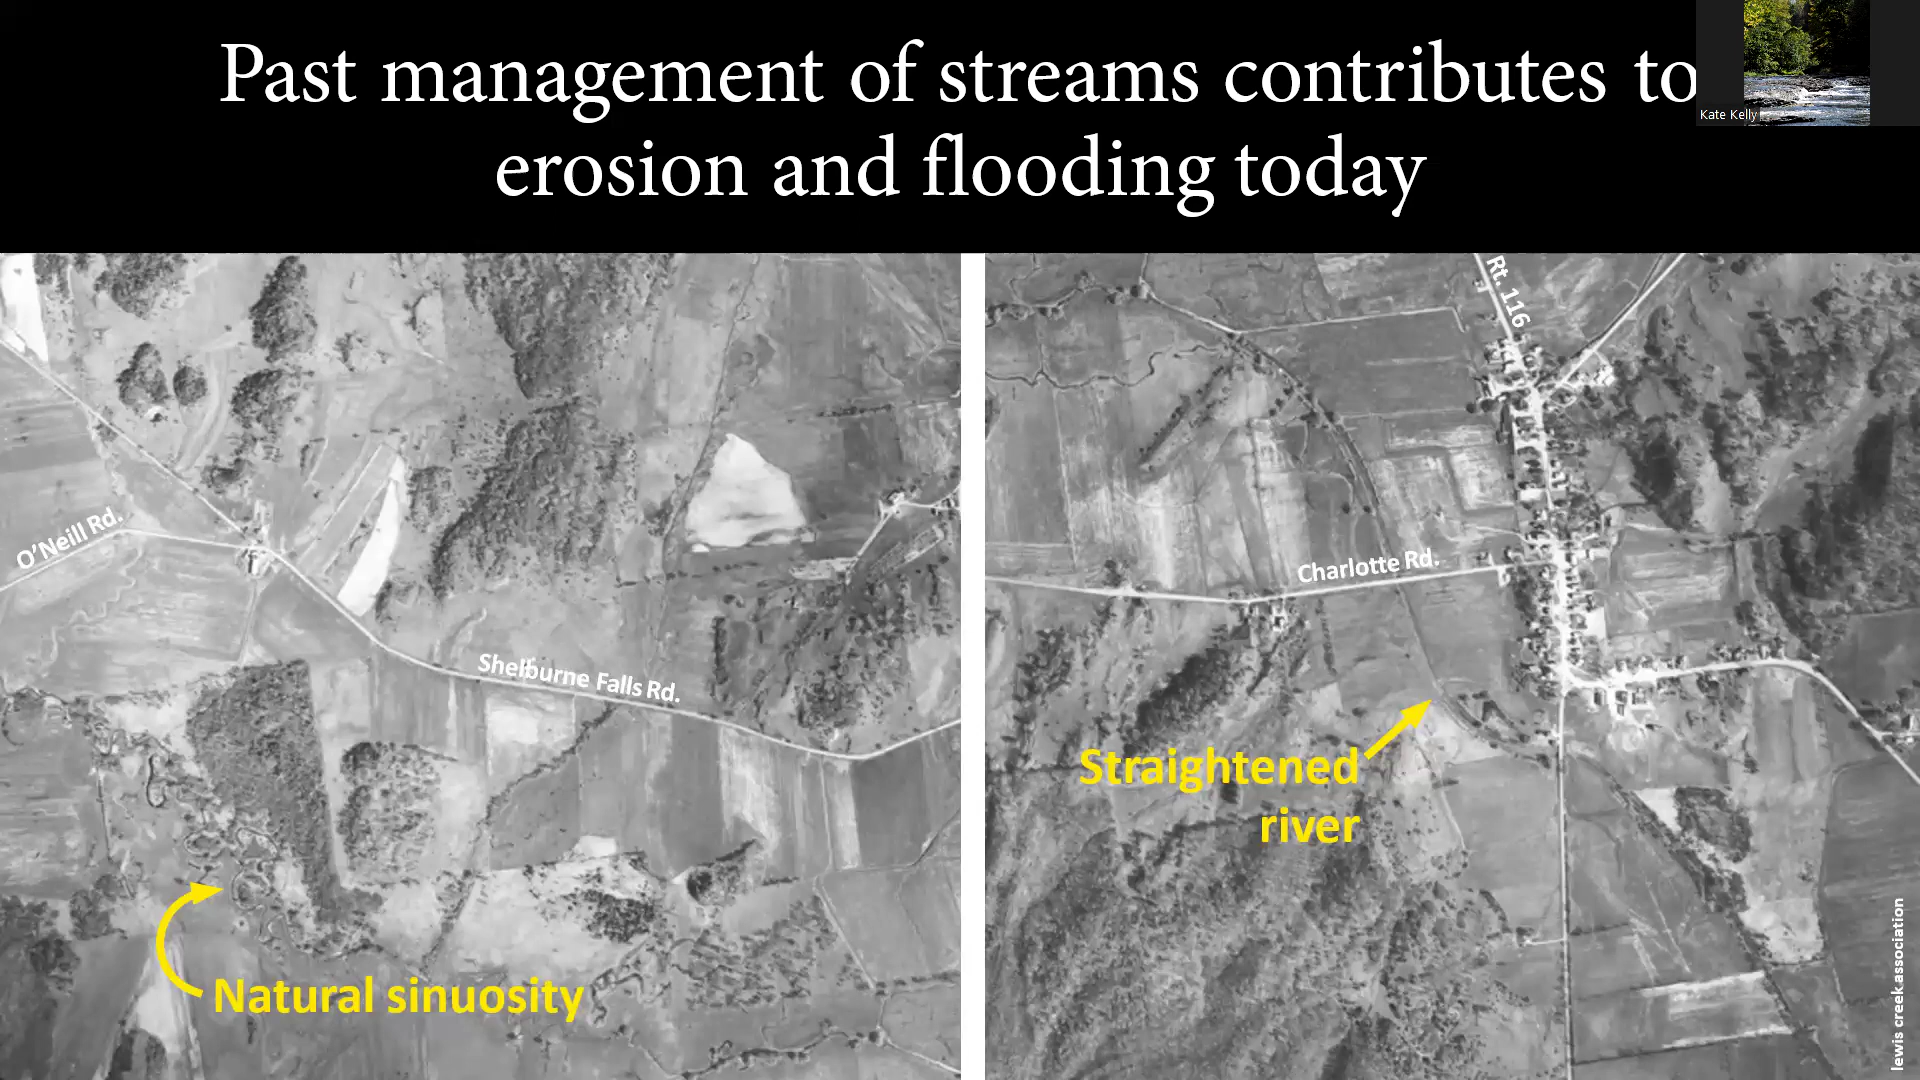 Past management of streams contributes to
erosion and flooding today
Kate Kelly
O'Neill Rd.
Shelburne Falls Rd.
Natural sinuosity
Rt. 116
Charlotte Rd.
Straightened
river
lewis creek association